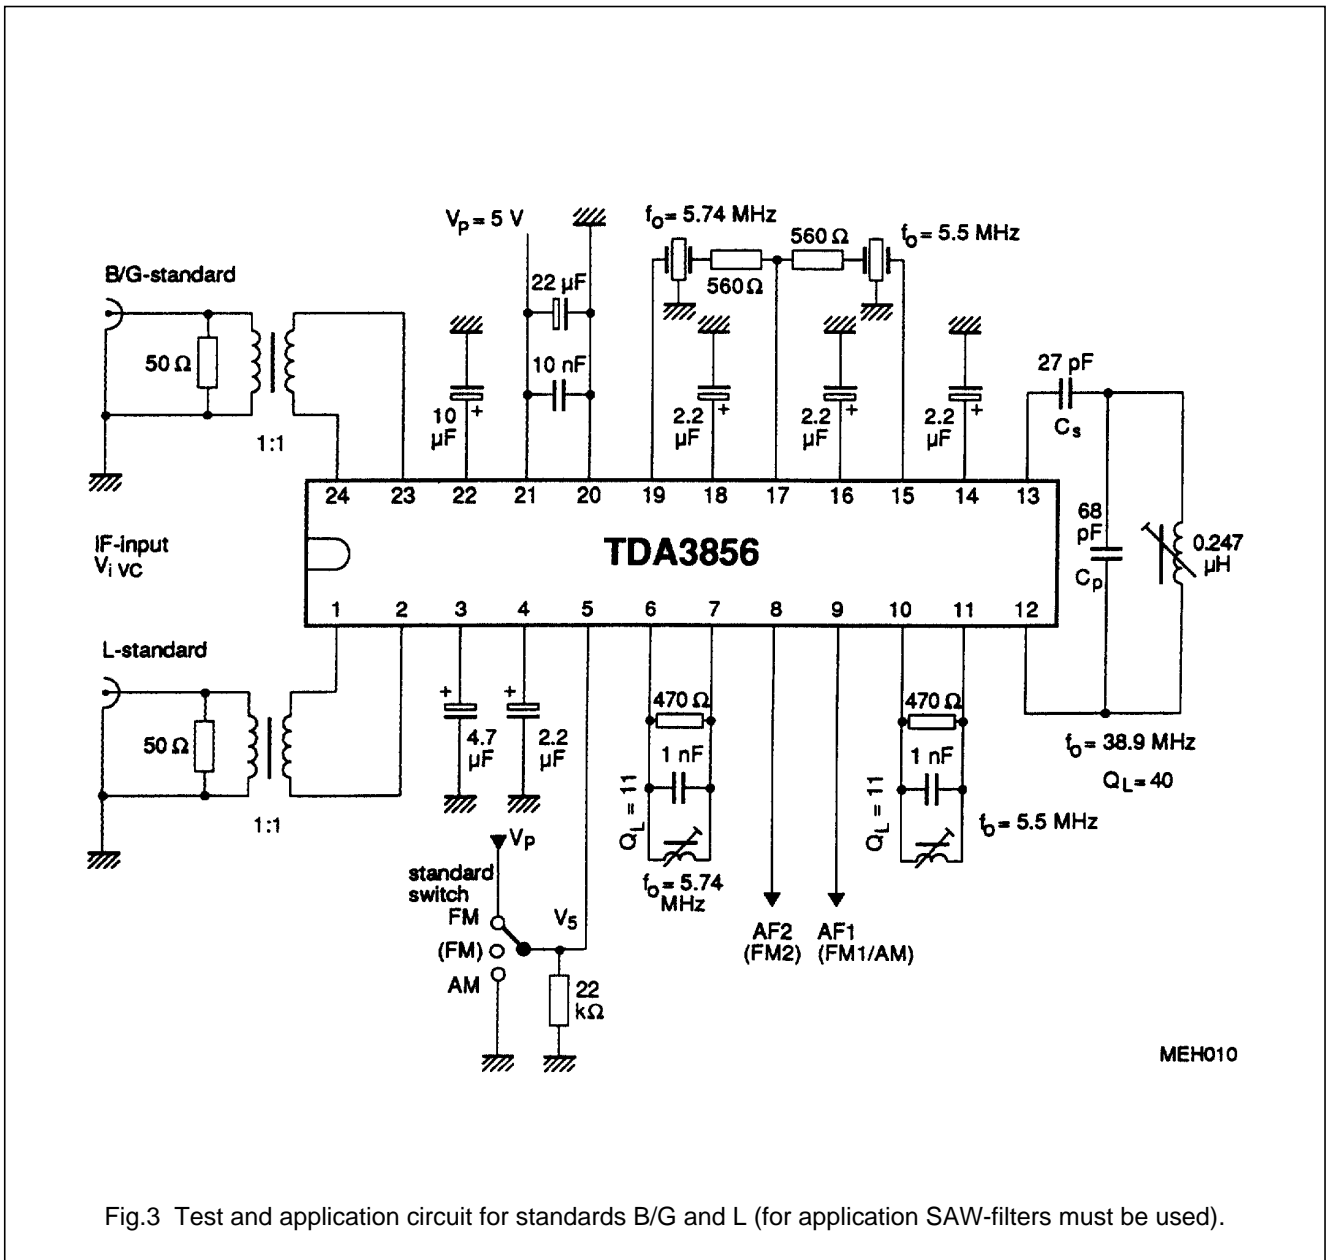 V_P = 5 V
f_o = 5.74 MHz
560 Ω
f_o = 5.5 MHz
560 Ω
B/G-standard
22 µF
50 Ω
10 nF
27 pF
C_s
1:1
10 µF
+
2.2 µF
+
2.2 µF
+
2.2 µF
+
24 23 22 21 20 19 18 17 16 15 14 13
68 pF
C_p
0.247 µH
IF-input
V_i VC
TDA3856
1 2 3 4 5 6 7 8 9 10 11 12
L-standard
50 Ω
1:1
+
4.7 µF
+
2.2 µF
470 Ω
1 nF
Q_L = 11
f_o = 5.74 MHz
470 Ω
1 nF
Q_L = 11
f_o = 5.5 MHz
f_o = 38.9 MHz
Q_L = 40
V_P
standard switch
FM
(FM)
AM
V_5
22 kΩ
AF2
(FM2)
AF1
(FM1/AM)
MEH010
Fig.3 Test and application circuit for standards B/G and L (for application SAW-filters must be used).